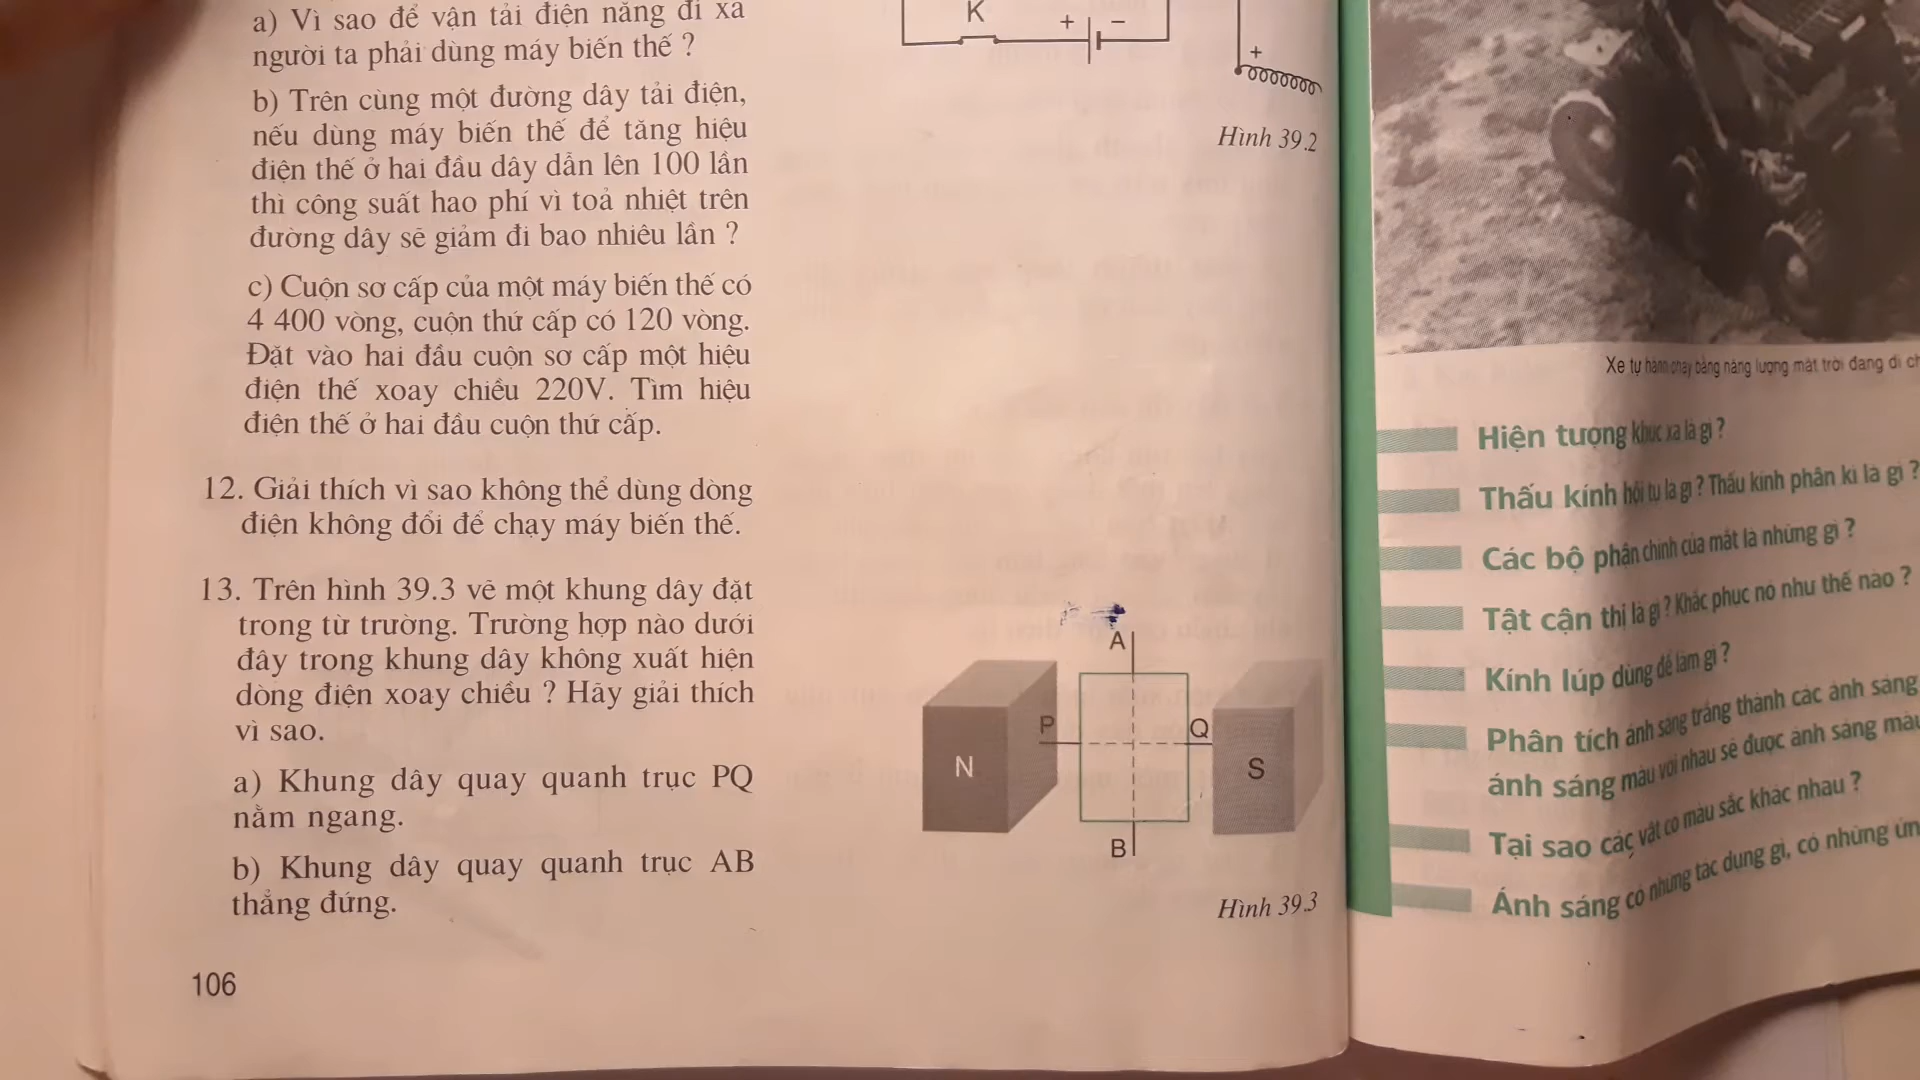 a) Vì sao để vận tải điện năng đi xa
người ta phải dùng máy biến thế ?
b) Trên cùng một đường dây tải điện,
nếu dùng máy biến thế để tăng hiệu
điện thế ở hai đầu dây dẫn lên 100 lần
thì công suất hao phí vì toả nhiệt trên
đường dây sẽ giảm đi bao nhiêu lần ?
c) Cuộn sơ cấp của một máy biến thế có
4 400 vòng, cuộn thứ cấp có 120 vòng.
Đặt vào hai đầu cuộn sơ cấp một hiệu
điện thế xoay chiều 220V. Tìm hiệu
điện thế ở hai đầu cuộn thứ cấp.
12. Giải thích vì sao không thể dùng dòng
điện không đổi để chạy máy biến thế.
13. Trên hình 39.3 vẽ một khung dây đặt
trong từ trường. Trường hợp nào dưới
đây trong khung dây không xuất hiện
dòng điện xoay chiều ? Hãy giải thích
vì sao.
a) Khung dây quay quanh trục PQ
nằm ngang.
b) Khung dây quay quanh trục AB
thẳng đứng.
106
K
+ −
+
Hình 39.2
A
P
Q
N
S
B
Hình 39.3
Xe tự hành chạy bằng năng lượng mặt trời đang đi
Hiện tượng khúc xạ là gì ?
Thấu kính hội tụ là gì ? Thấu kính phân kì là gì ?
Các bộ phận chính của mắt là những gì ?
Tật cận thị là gì ? Khắc phục nó như thế nào ?
Kính lúp dùng để làm gì ?
Phân tích ánh sáng trắng thành các ánh sáng
ánh sáng màu với nhau sẽ được ánh sáng màu
Tại sao các vật có màu sắc khác nhau ?
Ánh sáng có những tác dụng gì, có những